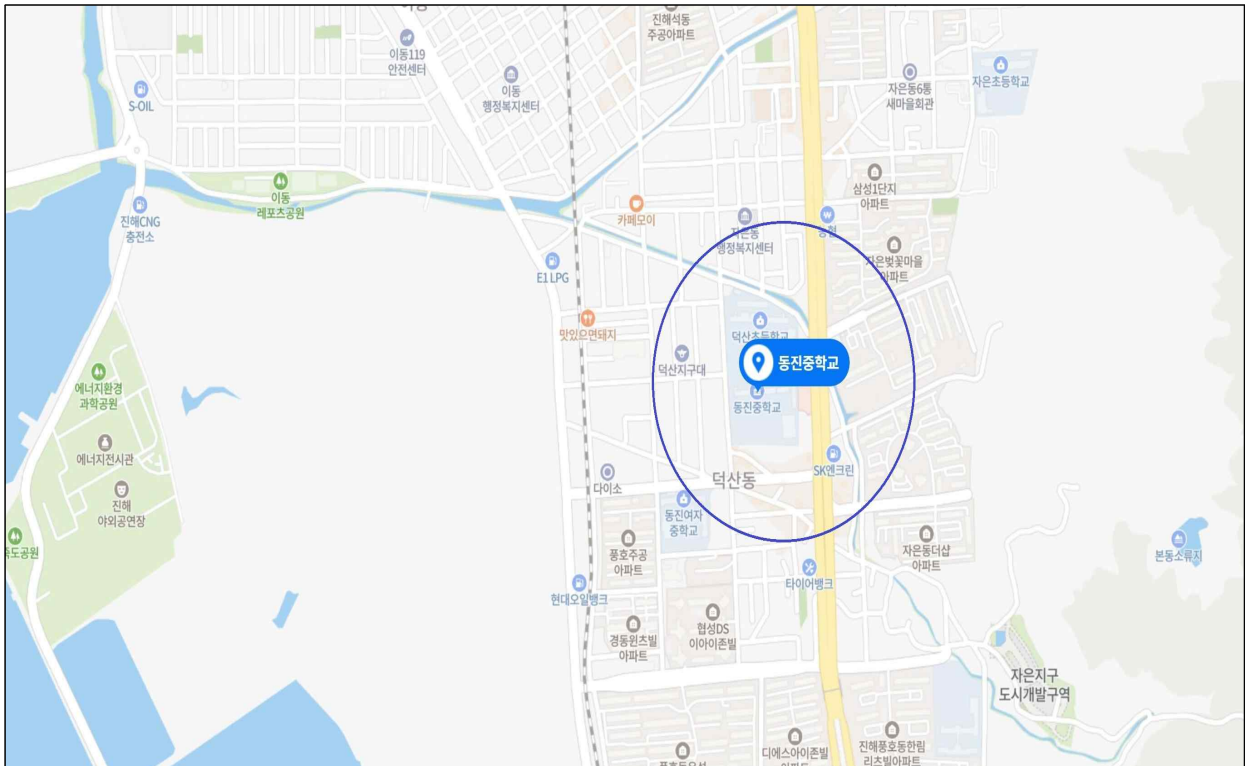 진해석동
주공아파트
이동119
안전센터
이동
행정복지센터
자은동6통
새마을회관
자은초등학교
S-OIL
삼성1단지
아파트
이동
레포츠공원
진해CNG
충전소
카페모이
자은동
행정복지센터
농협
자은벚꽃마을
아파트
E1 LPG
맛있으면돼지
덕산초등학교
덕산지구대
동진중학교
동진중학교
에너지환경
과학공원
에너지전시관
진해
야외공연장
SK엔크린
다이소
덕산동
동진여자
중학교
풍호주공
아파트
자은동더샵
아파트
본동소류지
타이어뱅크
현대오일뱅크
경동윈츠빌
아파트
협성DS
이아이존빌
자은지구
도시개발구역
디에스아이존빌
진해풍호동한림
리츠빌아파트